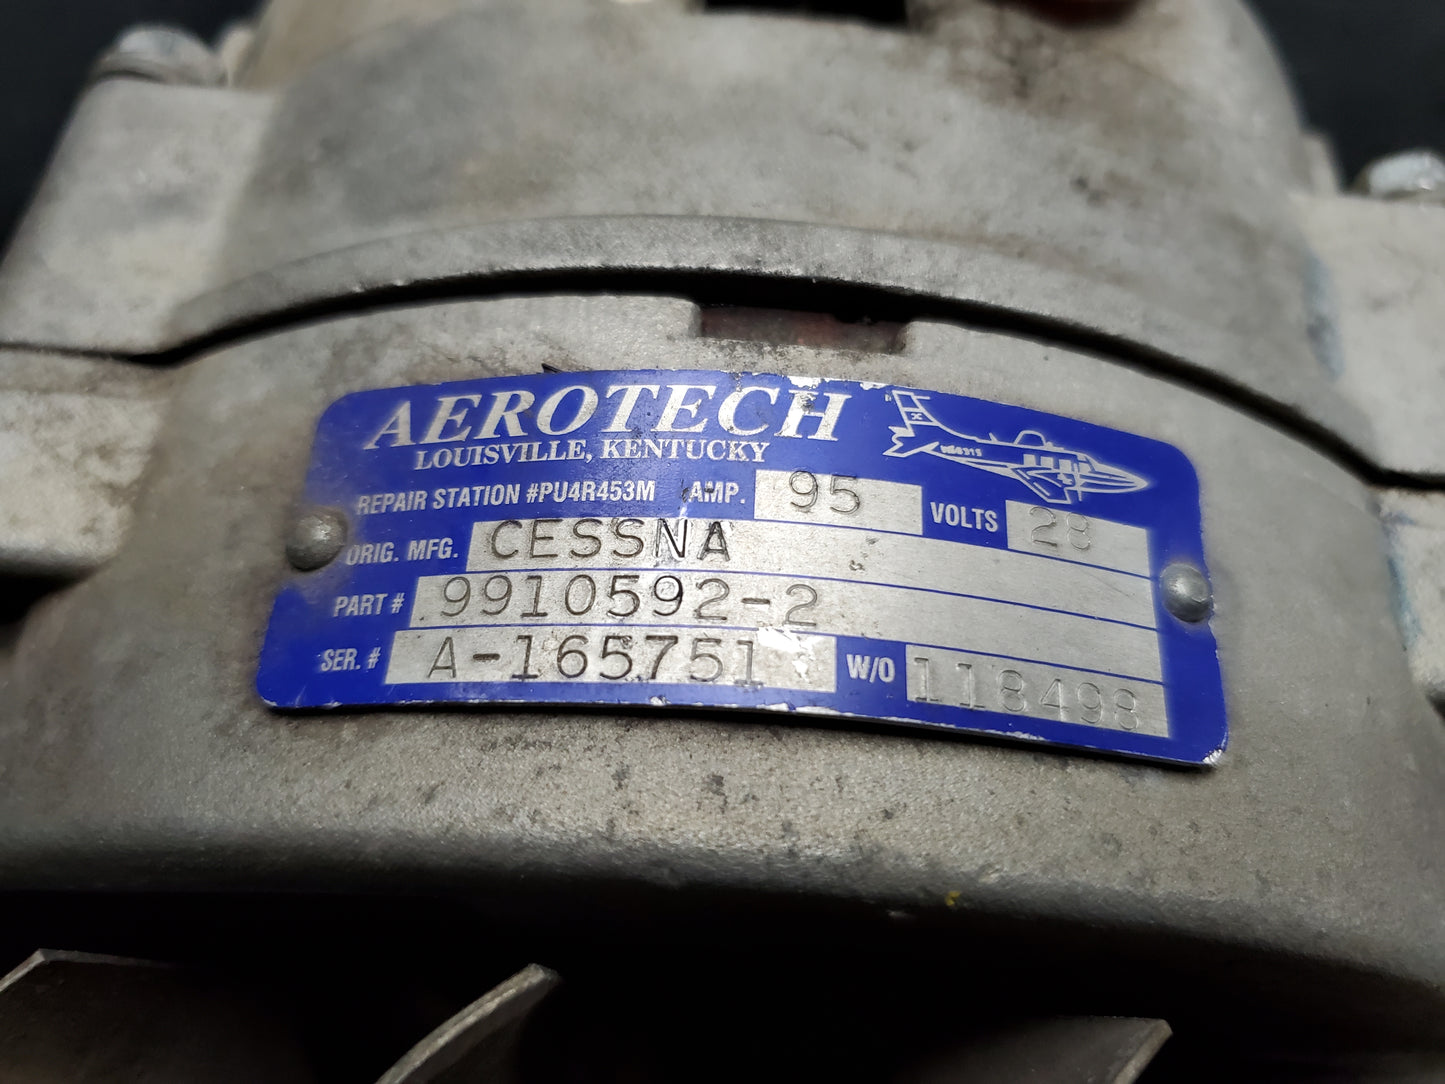 AEROTECH
LOUISVILLE, KENTUCKY
REPAIR STATION #PU4R453M AMP. 95 VOLTS 28
ORIG. MFG. CESSNA
PART # 9910592-2
SER. # A-165751 W/O 118498